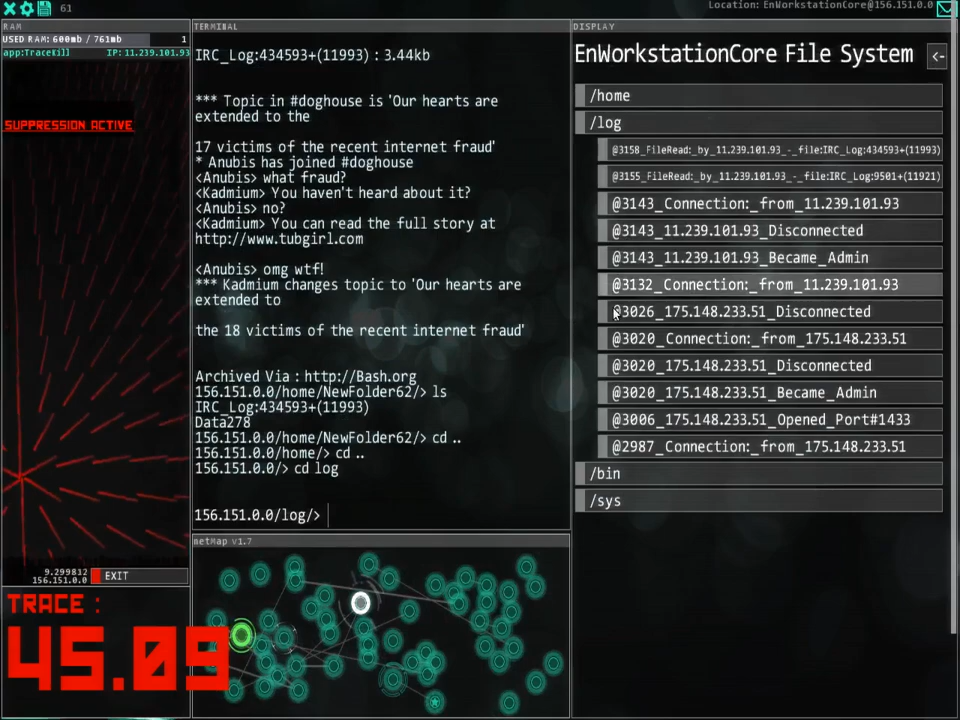 61
Location: EnWorkstationCore@156.151.0.0
RAM
USED RAM: 600mb / 761mb 1
app:TraceKill IP: 11.239.101.93
SUPPRESSION ACTIVE
9.299812
156.151.0.0
EXIT
TRACE :
45.09
TERMINAL
IRC_Log:434593+(11993) : 3.44kb
*** Topic in #doghouse is 'Our hearts are
extended to the
17 victims of the recent internet fraud'
* Anubis has joined #doghouse
<Anubis> what fraud?
<Kadmium> You haven't heard about it?
<Anubis> no?
<Kadmium> You can read the full story at
http://www.tubgirl.com
<Anubis> omg wtf!
*** Kadmium changes topic to 'Our hearts are
extended to
the 18 victims of the recent internet fraud'
Archived Via : http://Bash.org
156.151.0.0/home/NewFolder62/> ls
IRC_Log:434593+(11993)
Data278
156.151.0.0/home/NewFolder62/> cd ..
156.151.0.0/home/> cd ..
156.151.0.0/> cd log
156.151.0.0/log/>
netMap v1.7
DISPLAY
EnWorkstationCore File System
<-
/home
/log
@3158_FileRead:_by_11.239.101.93_-_file:IRC_Log:434593+(11993)
@3155_FileRead:_by_11.239.101.93_-_file:IRC_Log:9501+(11921)
@3143_Connection:_from_11.239.101.93
@3143_11.239.101.93_Disconnected
@3143_11.239.101.93_Became_Admin
@3132_Connection:_from_11.239.101.93
@3026_175.148.233.51_Disconnected
@3020_Connection:_from_175.148.233.51
@3020_175.148.233.51_Disconnected
@3020_175.148.233.51_Became_Admin
@3006_175.148.233.51_Opened_Port#1433
@2987_Connection:_from_175.148.233.51
/bin
/sys